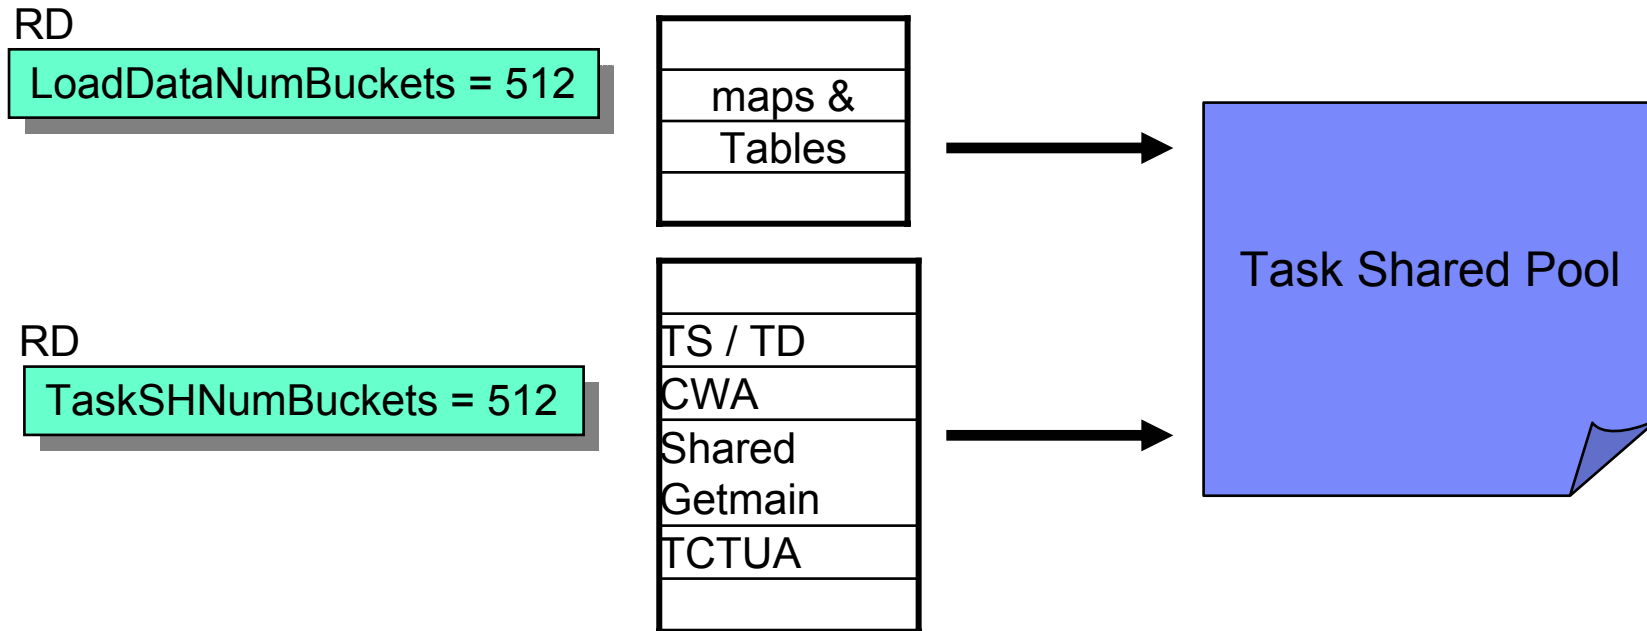 RD
LoadDataNumBuckets = 512
maps &
Tables
RD
TaskSHNumBuckets = 512
TS / TD
CWA
Shared
Getmain
TCTUA
Task Shared Pool